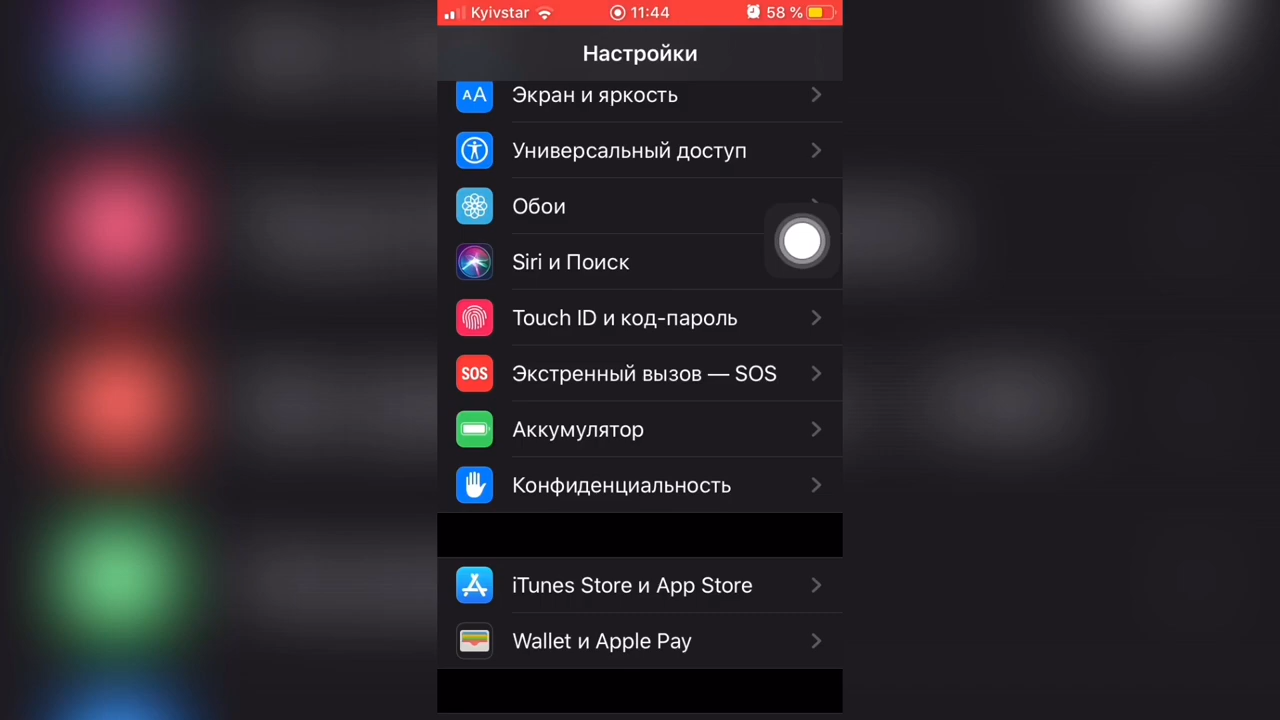 Kyivstar 11:44 58 %
Настройки
AA Экран и яркость
Универсальный доступ
Обои
Siri и Поиск
Touch ID и код-пароль
SOS Экстренный вызов — SOS
Аккумулятор
Конфиденциальность
iTunes Store и App Store
Wallet и Apple Pay